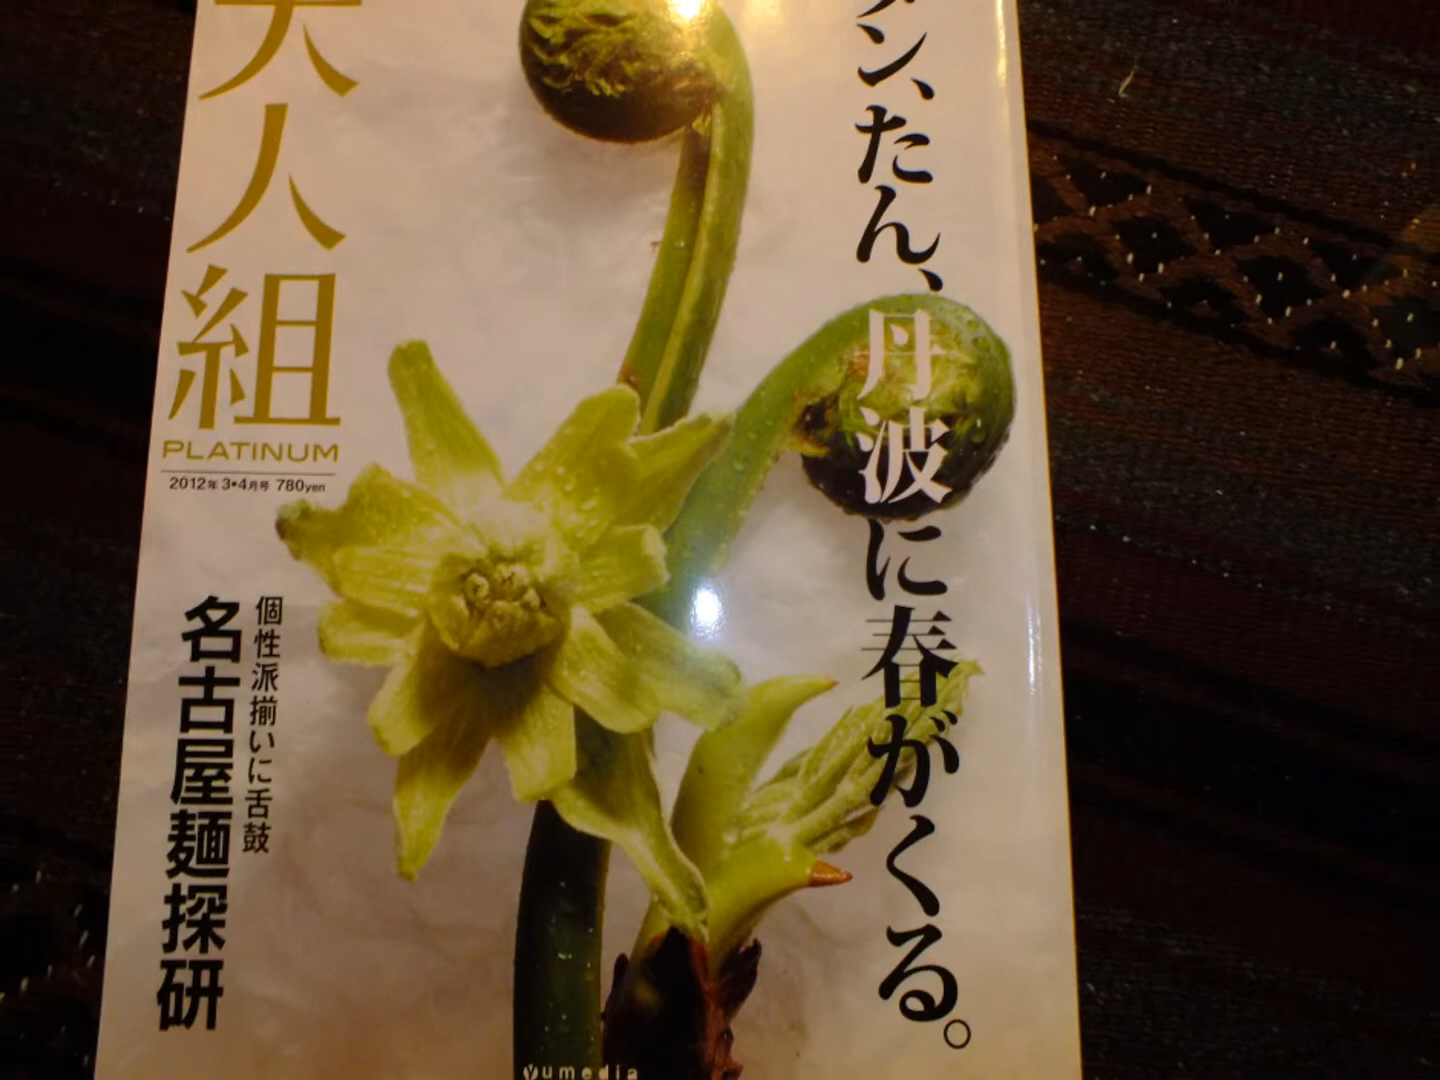 大人組
PLATINUM
2012年 3•4月号 780yen
個性派揃いに舌鼓
名古屋麺探研
タン、たん、丹波に春がくる。
yumedia